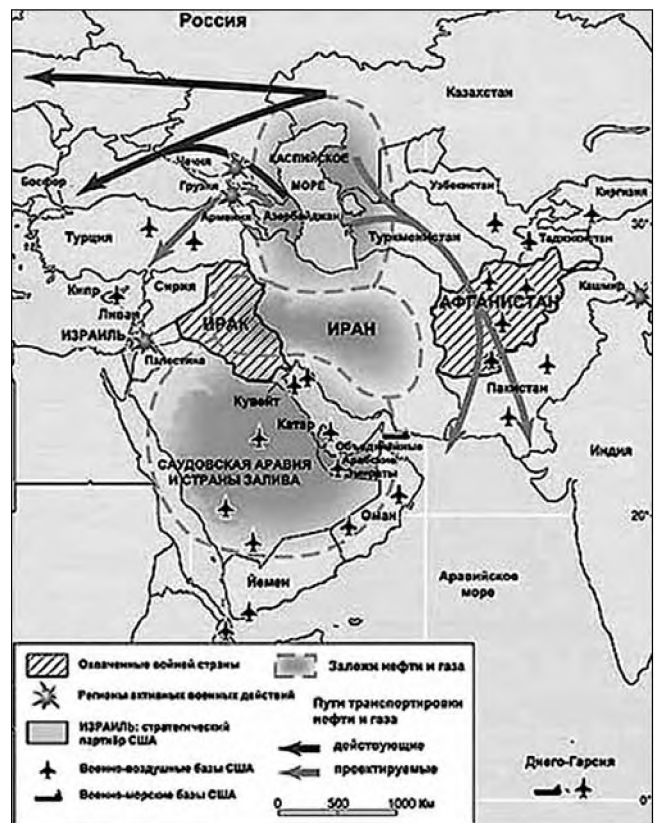 Россия
Казахстан
КАСПИЙСКОЕ
МОРЕ
Чечня
Босфор
Грузия
Узбекистан
Киргизия
Армения
Азербайджан
30°
Турция
Туркменистан
Таджикистан
Кипр
Сирия
АФГАНИСТАН
Кашмир
Ливан
ИРАК
ИРАН
ИЗРАИЛЬ
Палестина
Пакистан
Кувейт
Катар
Объединённые
Арабские
Эмираты
Индия
САУДОВСКАЯ АРАВИЯ
И СТРАНЫ ЗАЛИВА
20°
Оман
Йемен
Аравийское
море
Охваченные войной страны
Регионы активных военных действий
ИЗРАИЛЬ: стратегический
партнёр США
Военно-воздушные базы США
Военно-морские базы США
Залежи нефти и газа
Пути транспортировки
нефти и газа
действующие
проектируемые
0 500 1000 Км
Диего-Гарсия
0°